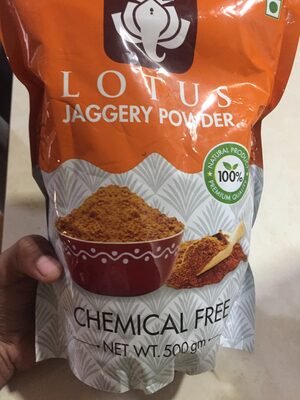 LOTUS
JAGGERY POWDER
NATURAL PRODUCT
100%
PREMIUM QUALITY
CHEMICAL FREE
NET WT. 500 gm